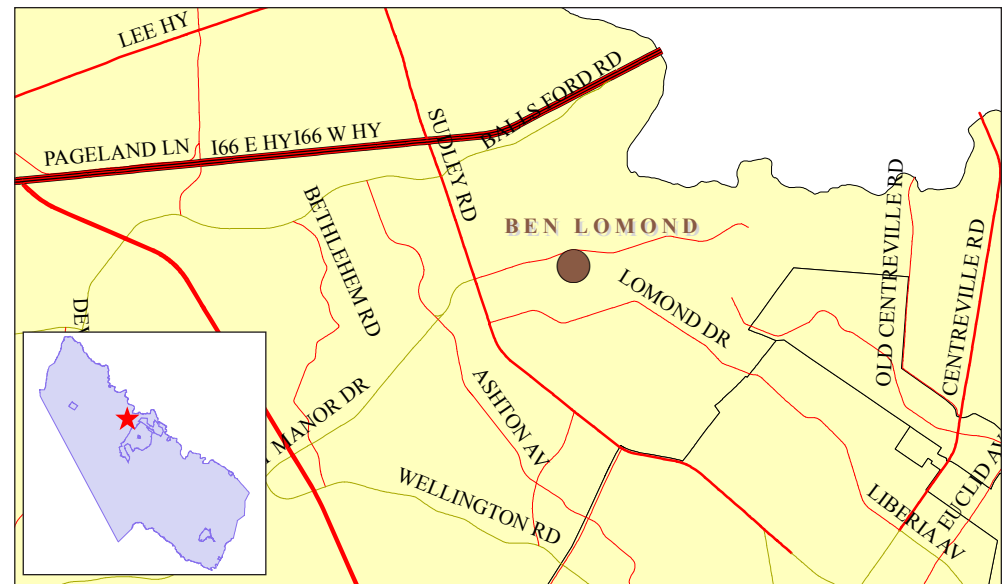 LEE HY
BALLS FORD RD
SUDLEY RD
PAGELAND LN
I66 E HY
I66 W HY
BETHLEHEM RD
BEN LOMOND
OLD CENTREVILLE RD
CENTREVILLE RD
LOMOND DR
ASHTON AV
MANOR DR
WELLINGTON RD
LIBERIA AV
EUCLID AV